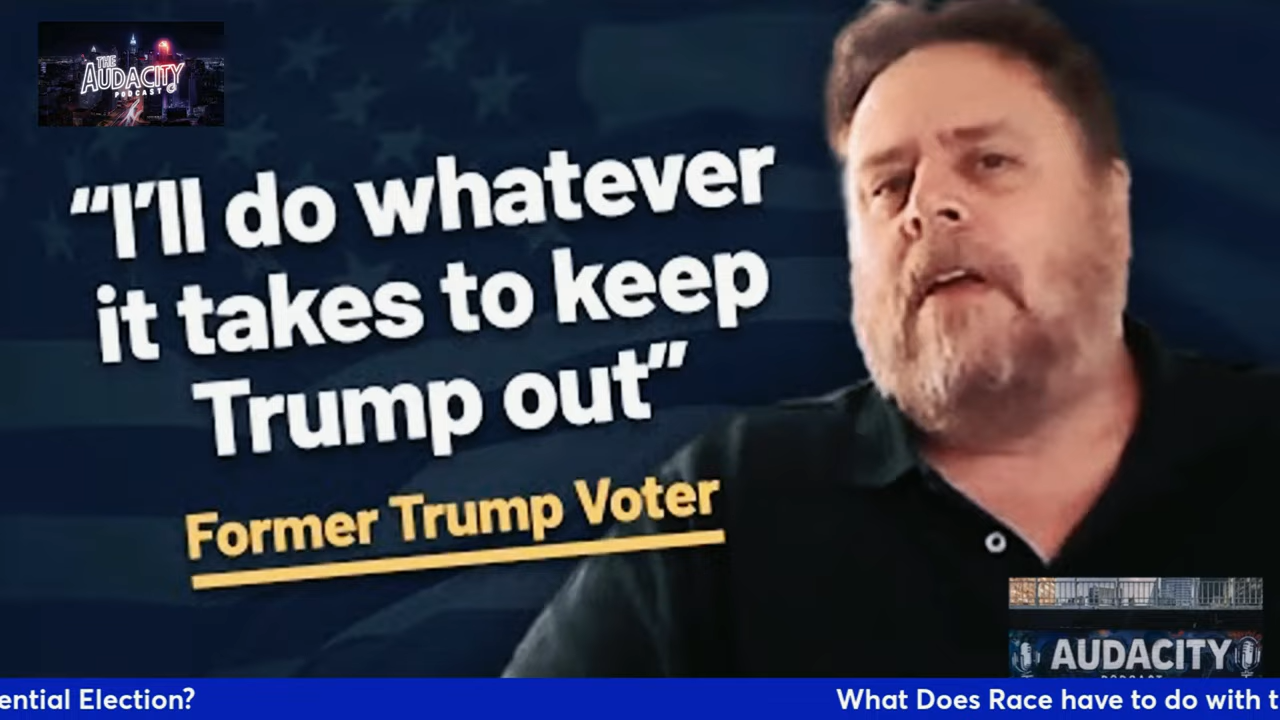 THE
AUDACITY
PODCAST
“I’ll do whatever
it takes to keep
Trump out”
Former Trump Voter
AUDACITY
PODCAST
ential Election?
What Does Race have to do with t